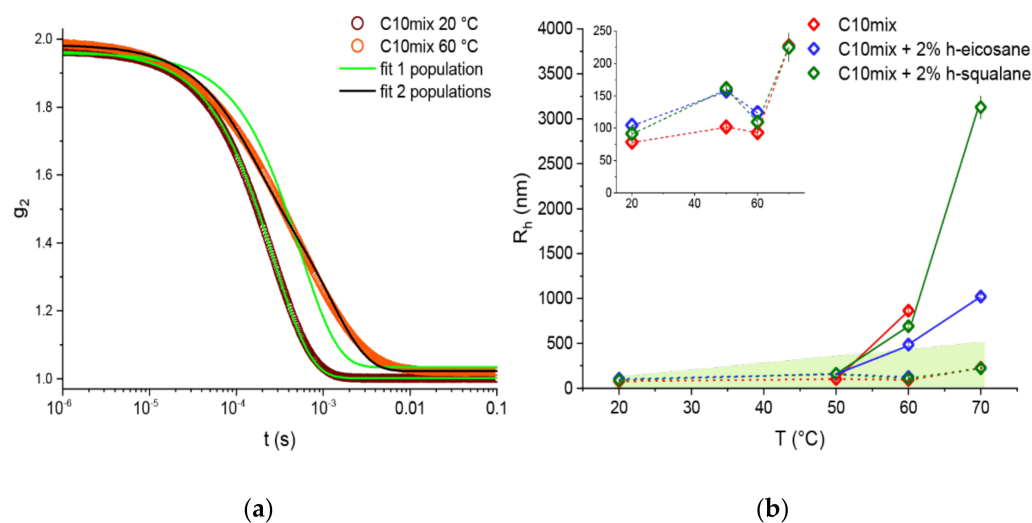 C10mix 20 °C
C10mix 60 °C
fit 1 population
fit 2 populations
2.0
1.8
1.6
1.4
1.2
1.0
g2
10-6
10-5
10-4
10-3
0.01
0.1
t (s)
(a)
C10mix
C10mix + 2% h-eicosane
C10mix + 2% h-squalane
4000
3500
3000
2500
2000
1500
1000
500
0
Rh (nm)
250
200
150
100
50
0
20
40
60
20
30
40
50
60
70
T (°C)
(b)